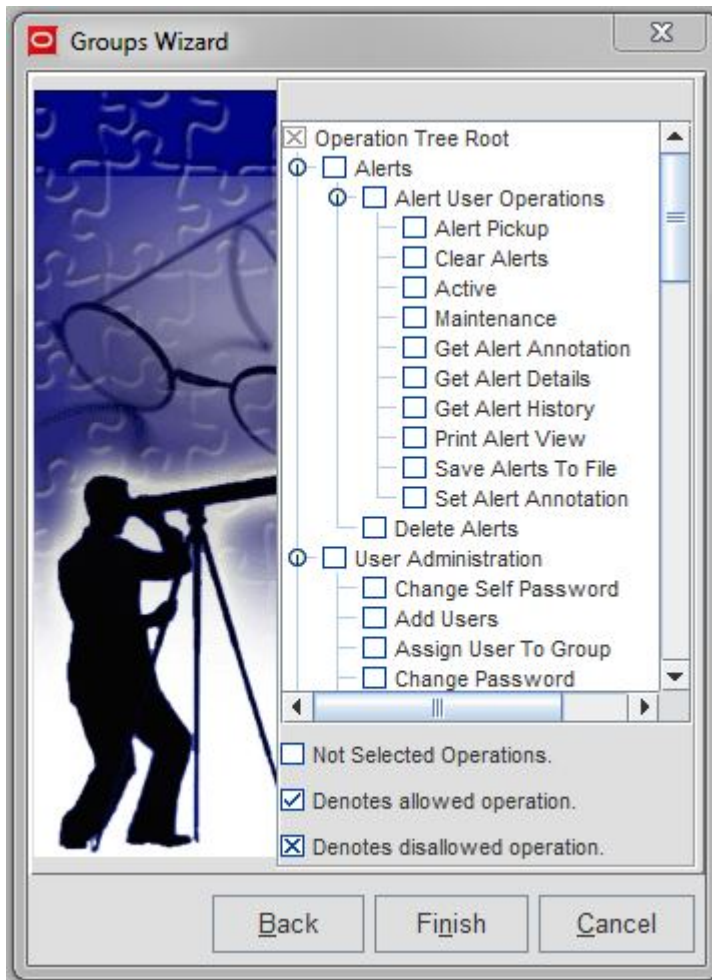 Groups Wizard
Operation Tree Root
Alerts
Alert User Operations
Alert Pickup
Clear Alerts
Active
Maintenance
Get Alert Annotation
Get Alert Details
Get Alert History
Print Alert View
Save Alerts To File
Set Alert Annotation
Delete Alerts
User Administration
Change Self Password
Add Users
Assign User To Group
Change Password
Not Selected Operations.
Denotes allowed operation.
Denotes disallowed operation.
Back Finish Cancel